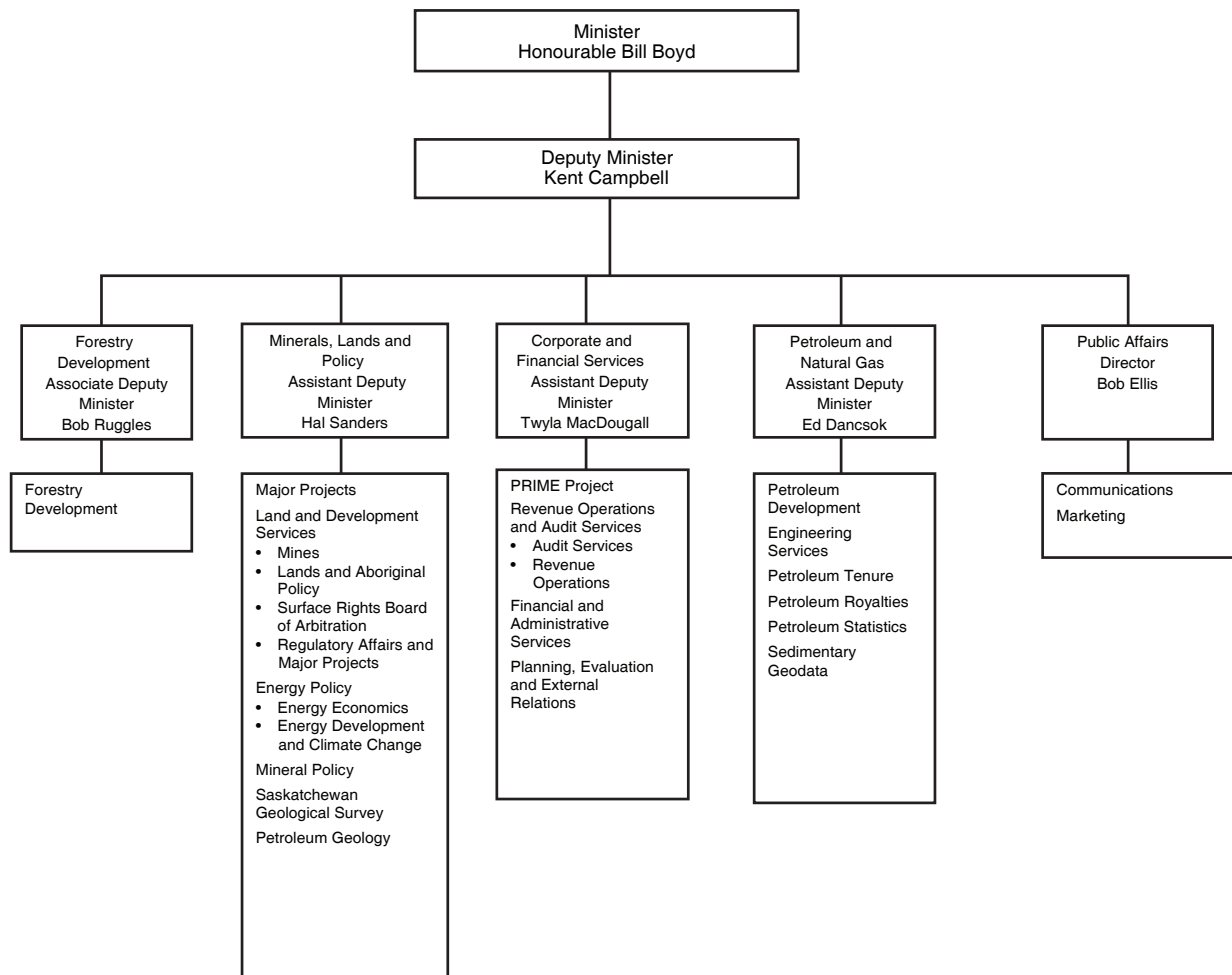 Minister
Honourable Bill Boyd
Deputy Minister
Kent Campbell
Forestry
Development
Associate Deputy
Minister
Bob Ruggles
Minerals, Lands and
Policy
Assistant Deputy
Minister
Hal Sanders
Corporate and
Financial Services
Assistant Deputy
Minister
Twyla MacDougall
Petroleum and
Natural Gas
Assistant Deputy
Minister
Ed Dancsok
Public Affairs
Director
Bob Ellis
Forestry
Development
Major Projects
Land and Development
Services
• Mines
• Lands and Aboriginal
Policy
• Surface Rights Board
of Arbitration
• Regulatory Affairs and
Major Projects
Energy Policy
• Energy Economics
• Energy Development
and Climate Change
Mineral Policy
Saskatchewan
Geological Survey
Petroleum Geology
PRIME Project
Revenue Operations
and Audit Services
• Audit Services
• Revenue
Operations
Financial and
Administrative
Services
Planning, Evaluation
and External
Relations
Petroleum
Development
Engineering
Services
Petroleum Tenure
Petroleum Royalties
Petroleum Statistics
Sedimentary
Geodata
Communications
Marketing